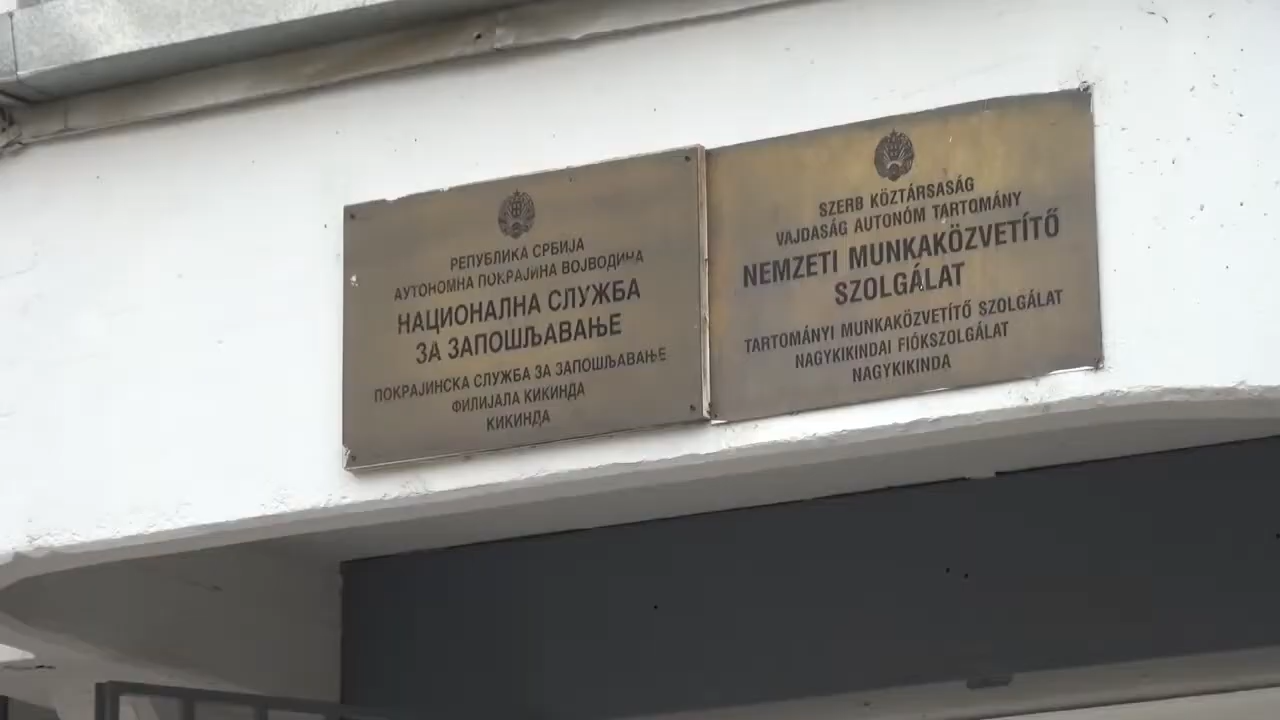 РЕПУБЛИКА СРБИЈА
АУТОНОМНА ПОКРАЈИНА ВОЈВОДИНА
НАЦИОНАЛНА СЛУЖБА
ЗА ЗАПОШЉАВАЊЕ
ПОКРАЈИНСКА СЛУЖБА ЗА ЗАПОШЉАВАЊЕ
ФИЛИЈАЛА КИКИНДА
КИКИНДА
SZERB KÖZTÁRSASÁG
VAJDASÁG AUTONÓM TARTOMÁNY
NEMZETI MUNKAKÖZVETÍTŐ
SZOLGÁLAT
TARTOMÁNYI MUNKAKÖZVETÍTŐ SZOLGÁLAT
NAGYKIKINDAI FIÓKSZOLGÁLAT
NAGYKIKINDA